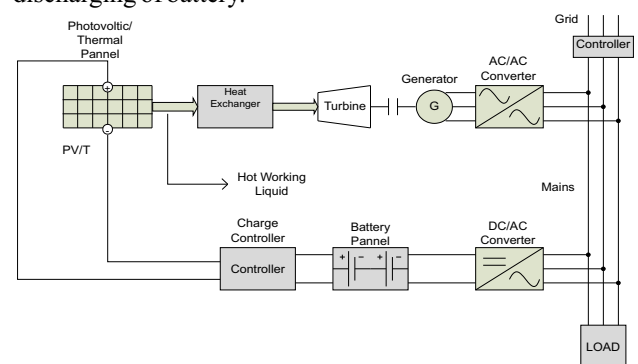 discharging of battery.
Photovoltaic/
Thermal
Pannel
Grid
Controller
AC/AC
Converter
Generator
Heat
Exchanger
Turbine
G
+
-
PV/T
Hot Working
Liquid
Mains
Charge
Controller
Battery
Pannel
DC/AC
Converter
Controller
+ - + -
LOAD